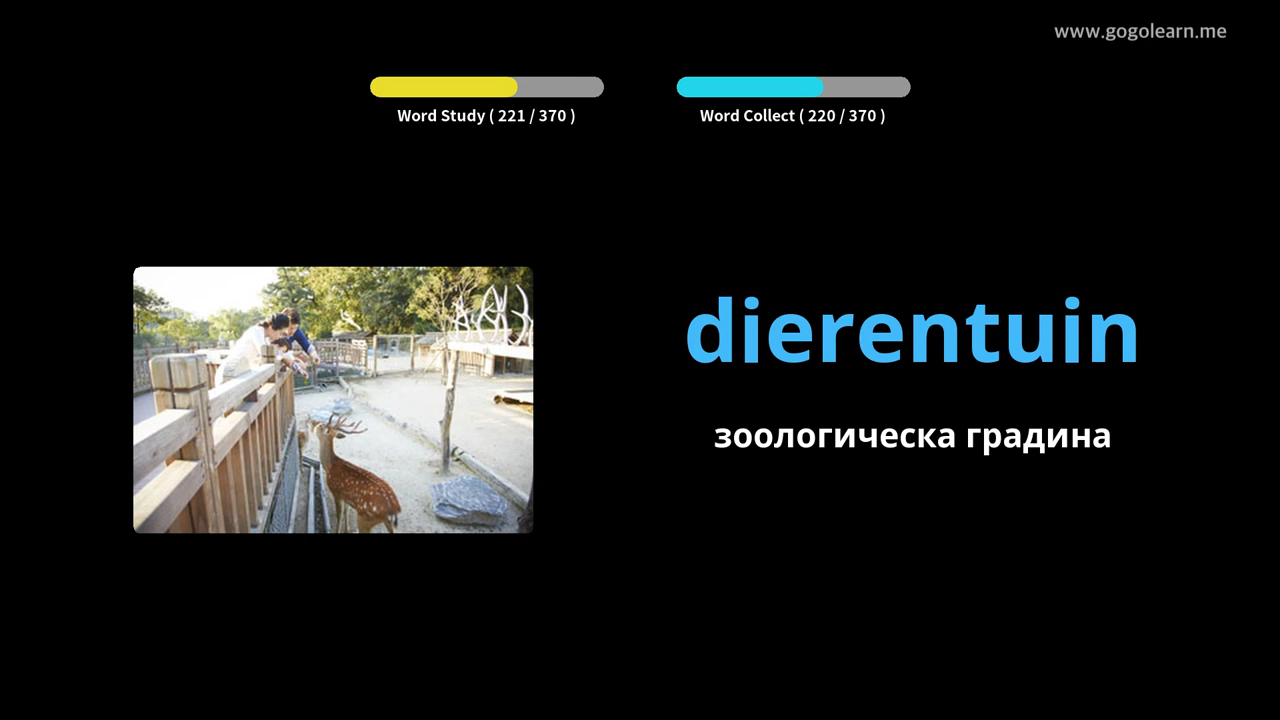 www.gogolearn.me
Word Study ( 221 / 370 )
Word Collect ( 220 / 370 )
dierentuin
зоологическа градина